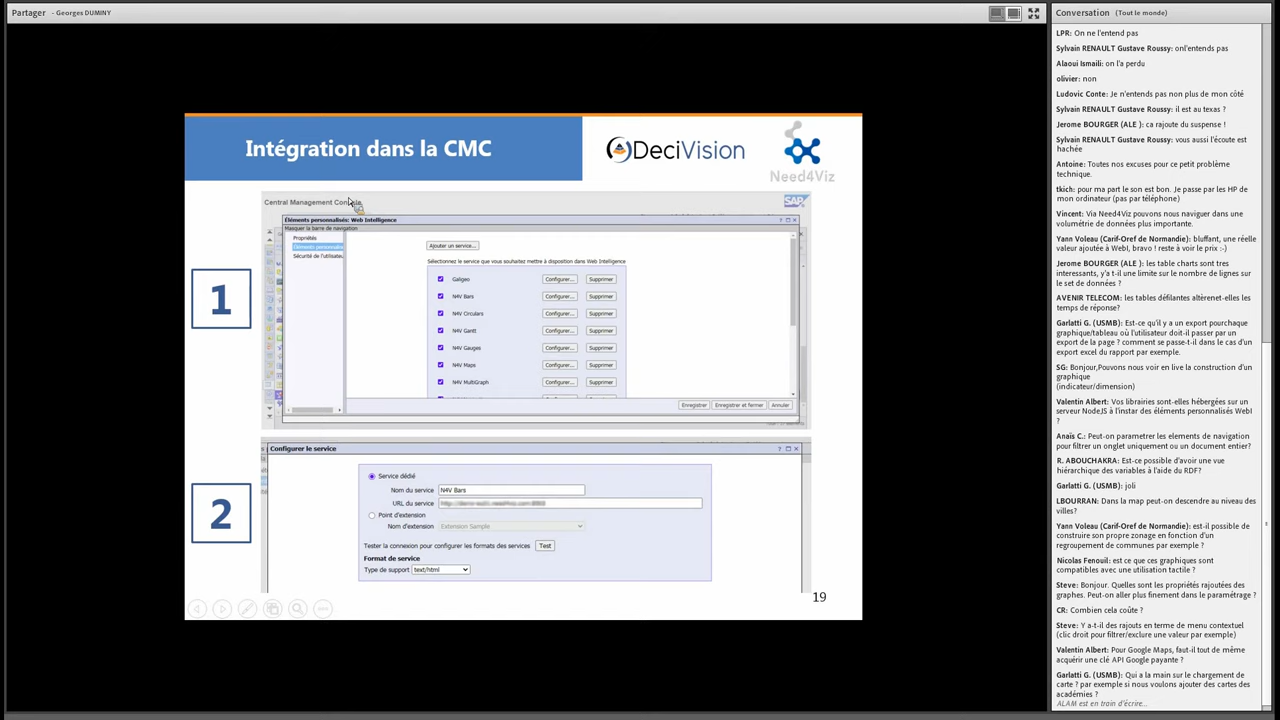 Partager - Georges DUMINY
Intégration dans la CMC
DeciVision
Need4Viz
1
Central Management Console
SAP
Éléments personnalisés: Web Intelligence
Masquer la barre de navigation
Propriétés
Éléments personnalisé
Sécurité de l'utilisateu
Ajouter un service...
Sélectionnez le service que vous souhaitez mettre à disposition dans Web Intelligence
Galigeo Configurer... Supprimer
N4V Bars Configurer... Supprimer
N4V Circulars Configurer... Supprimer
N4V Gantt Configurer... Supprimer
N4V Gauges Configurer... Supprimer
N4V Maps Configurer... Supprimer
N4V MultiGraph Configurer... Supprimer
Enregistrer Enregistrer et fermer Annuler
2
Configurer le service
Service dédié
Nom du service N4V Bars
URL du service
Point d'extension
Nom d'extension Extension Sample
Tester la connexion pour configurer les formats des services Test
Format de service
Type de support text/html
19
Conversation (Tout le monde)
LPR: On ne l'entend pas
Sylvain RENAULT Gustave Roussy: onl'entends pas
Alaoui Ismaili: on l'a perdu
olivier: non
Ludovic Conte: Je n'entends pas non plus de mon côté
Sylvain RENAULT Gustave Roussy: il est au texas ?
Jerome BOURGER (ALE ): ca rajoute du suspense !
Sylvain RENAULT Gustave Roussy: vous aussi l'écoute est
hachée
Antoine: Toutes nos excuses pour ce petit problème
technique.
tkich: pour ma part le son est bon. Je passe par les HP de
mon ordinateur (pas par téléphone)
Vincent: Via Need4Viz pouvons nous naviguer dans une
volumétrie de données plus importante.
Yann Voleau (Carif-Oref de Normandie): bluffant, une réelle
valeur ajoutée à WebI, bravo ! reste à voir le prix :-)
Jerome BOURGER (ALE ): les table charts sont tres
interessants, y'a t-il une limite sur le nombre de lignes sur
le set de données ?
AVENIR TELECOM: les tables défilantes altèrenet-elles les
temps de réponse?
Garlatti G. (USMB): Est-ce qu'il y a un export pourchaque
graphique/tableau où l'utilisateur doit-il passer par un
export de la page ? comment se passe-t-il dans le cas d'un
export excel du rapport par exemple.
SG: Bonjour,Pouvons nous voir en live la construction d'un
graphique
(indicateur/dimension)
Valentin Albert: Vos librairies sont-elles hébergées sur un
serveur NodeJS à l'instar des éléments personnalisés WebI
?
Anaïs C.: Peut-on parametrer les elements de navigation
pour filtrer un onglet uniquement ou un document entier?
R. ABOUCHAKRA: Est-ce possible d'avoir une vue
hiérarchique des variables à l'aide du RDF?
Garlatti G. (USMB): joli
LBOURRAN: Dans la map peut-on descendre au niveau des
villes?
Yann Voleau (Carif-Oref de Normandie): est-il possible de
construire son propre zonage en fonction d'un
regroupement de communes par exemple ?
Nicolas Fenouil: est ce que ces graphiques sont
compatibles avec une utilisation tactile ?
Steve: Bonjour. Quelles sont les propriétés rajoutées des
graphes. Peut-on aller plus finement dans le paramétrage ?
CR: Combien cela coûte ?
Steve: Y a-t-il des rajouts en terme de menu contextuel
(clic droit pour filtrer/exclure une valeur par exemple)
Valentin Albert: Pour Google Maps, faut-il tout de même
acquérir une clé API Google payante ?
Garlatti G. (USMB): Qui a la main sur le chargement de
carte ? par exemple si nous voulons ajouter des cartes des
académies ?
ALAM est en train d'écrire...